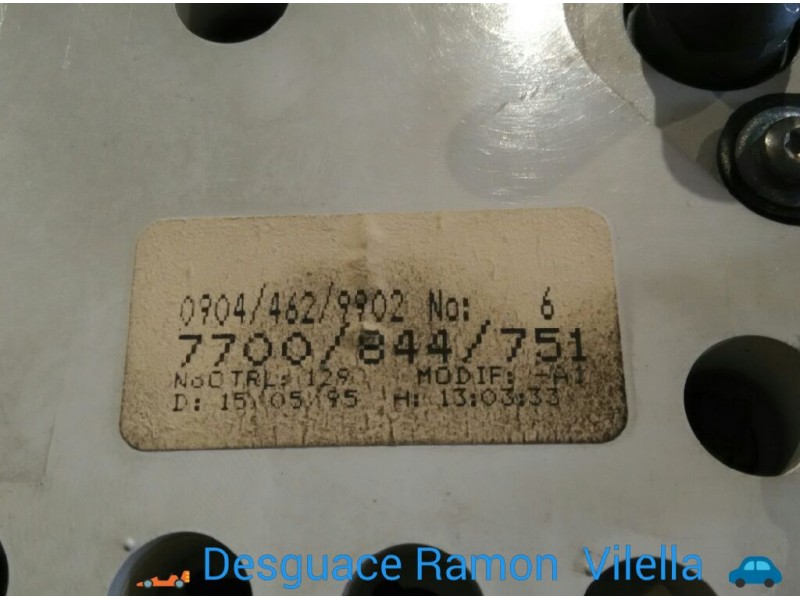 0904/462/9902 No: 6
7700/844/751
NoOTRL: 129 MODIF: -A1
D: 15/05/95 H: 13:03:33
Desguace Ramon Vilella